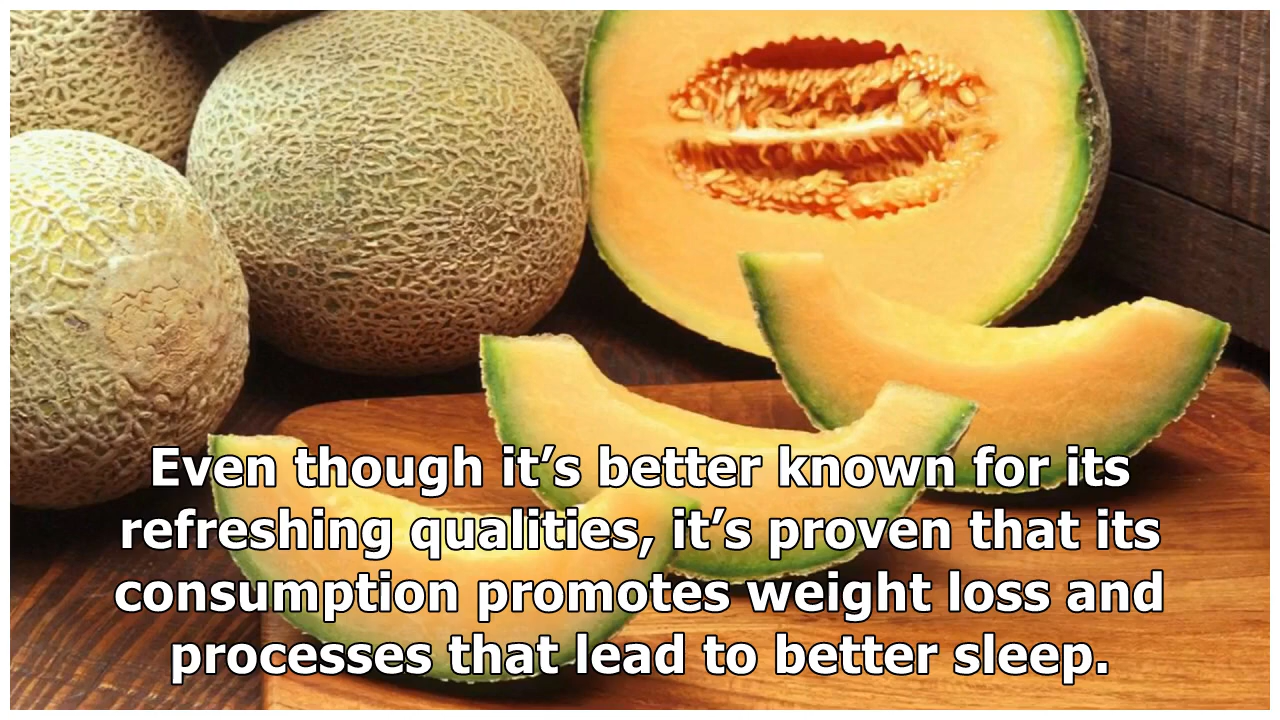 Even though it’s better known for its
refreshing qualities, it’s proven that its
consumption promotes weight loss and
processes that lead to better sleep.